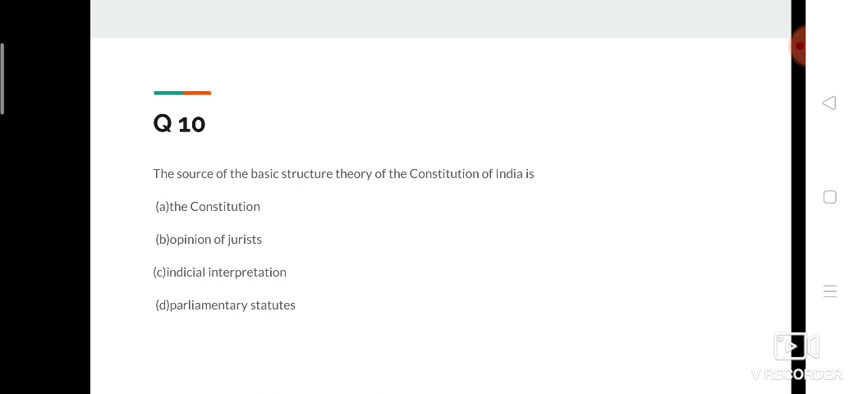 Q 10
The source of the basic structure theory of the Constitution of India is
(a)the Constitution
(b)opinion of jurists
(c)indicial interpretation
(d)parliamentary statutes
V RECORDER